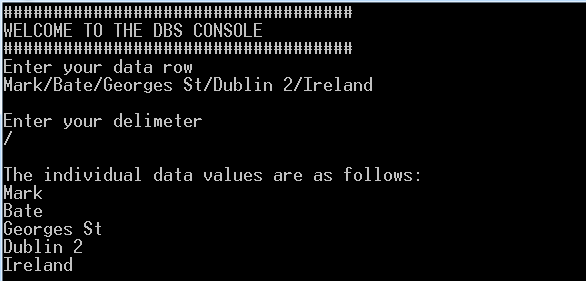 ###################################
WELCOME TO THE DBS CONSOLE
###################################
Enter your data row
Mark/Bate/Georges St/Dublin 2/Ireland
Enter your delimeter
/
The individual data values are as follows:
Mark
Bate
Georges St
Dublin 2
Ireland